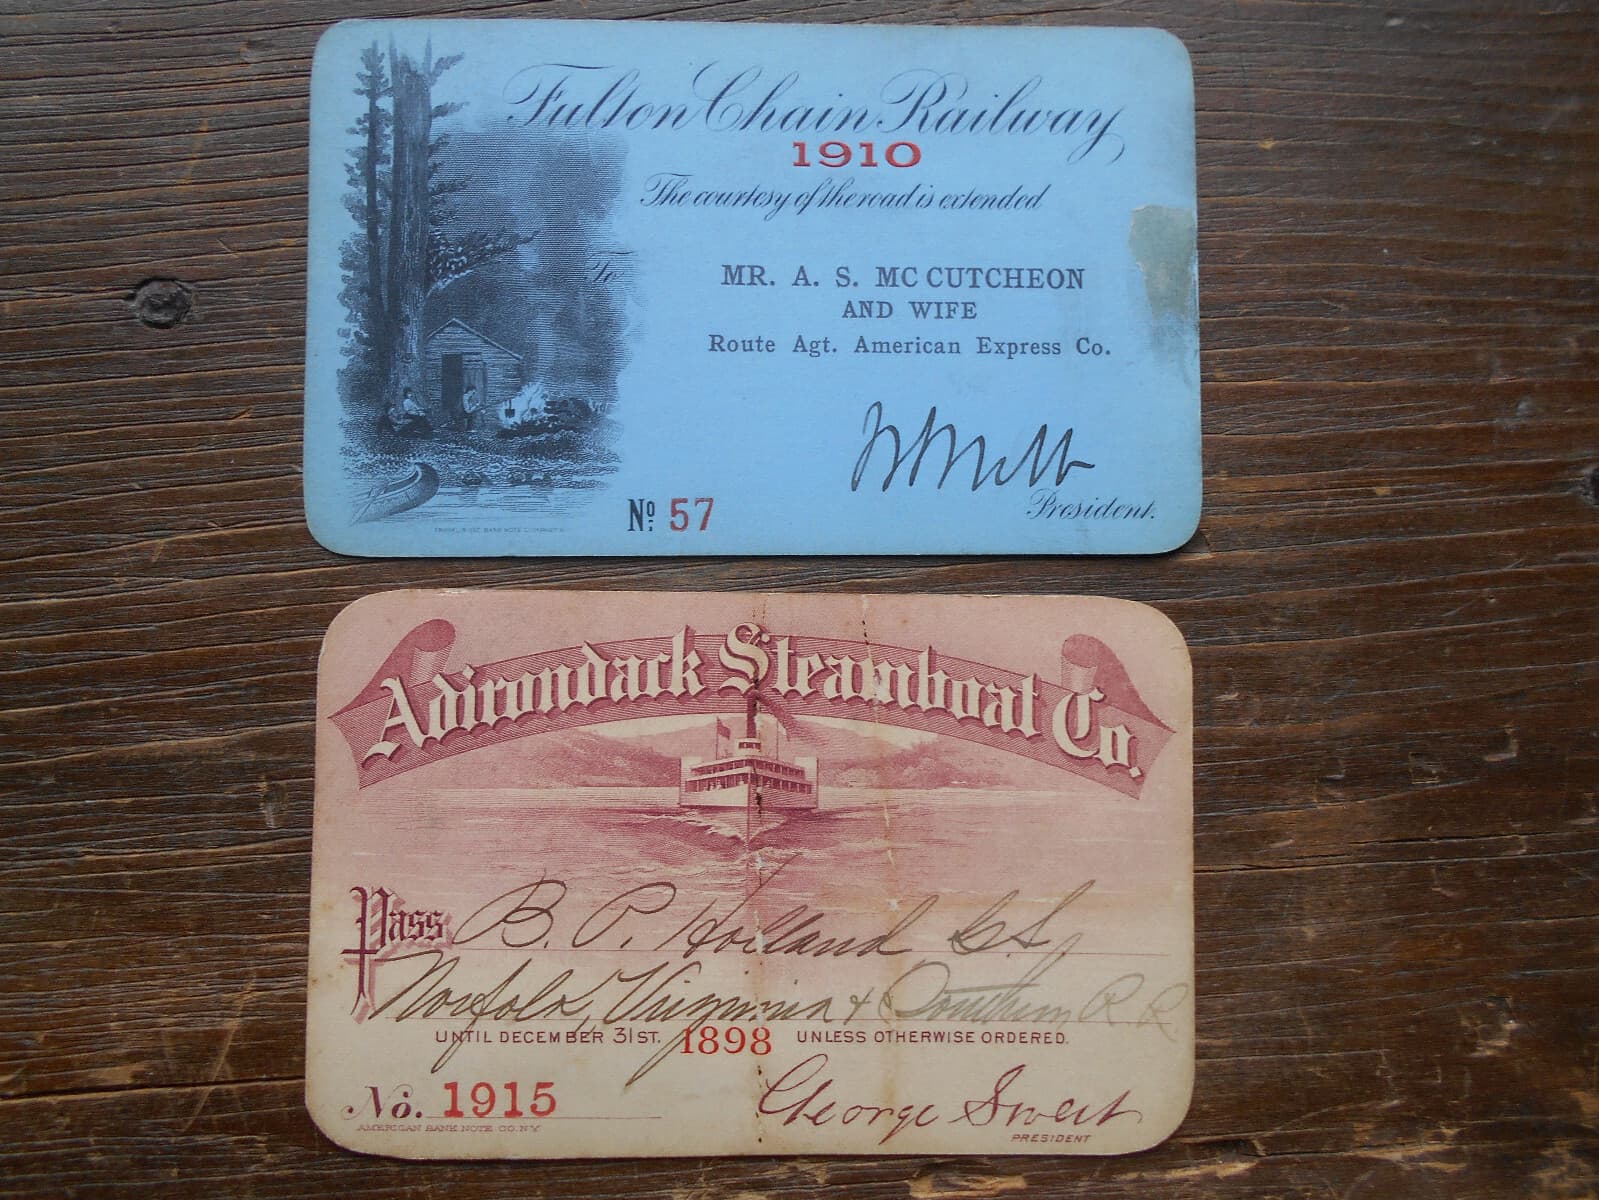 Fulton Chain Railway
1910
The courtesy of the road is extended
To
MR. A. S. MC CUTCHEON
AND WIFE
Route Agt. American Express Co.
President.
No: 57
Adirondack Steamboat Co.
Pass B. P. Holland
Norfolk, Virginia & Southern R R
UNTIL DECEMBER 31ST. 1898 UNLESS OTHERWISE ORDERED.
No. 1915
George Sweet
AMERICAN BANK NOTE CO. N.Y.
PRESIDENT